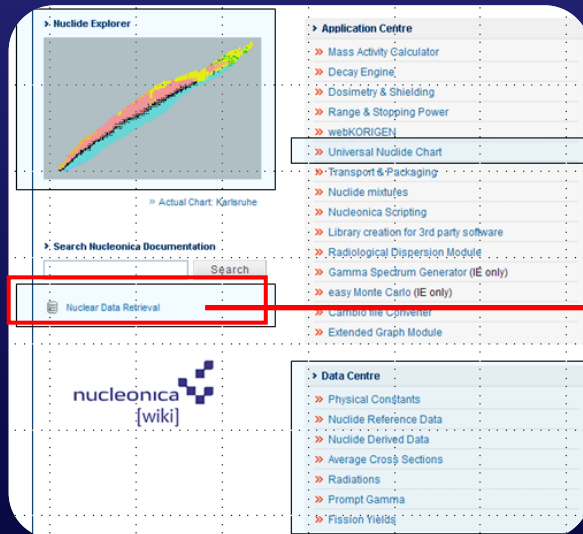 Nuclide Explorer
Actual Chart: Karlsruhe
Search Nucleonica Documentation
Search
Nuclear Data Retrieval
nucleonica
[wiki]
Application Centre
Mass Activity Calculator
Decay Engine
Dosimetry & Shielding
Range & Stopping Power
webKORIGEN
Universal Nuclide Chart
Transport & Packaging
Nuclide mixtures
Nucleonica Scripting
Library creation for 3rd party software
Radiological Dispersion Module
Gamma Spectrum Generator (IE only)
easy Monte Carlo (IE only)
Cambio file Converter
Extended Graph Module
Data Centre
Physical Constants
Nuclide Reference Data
Nuclide Derived Data
Average Cross Sections
Radiations
Prompt Gamma
Fission Yields